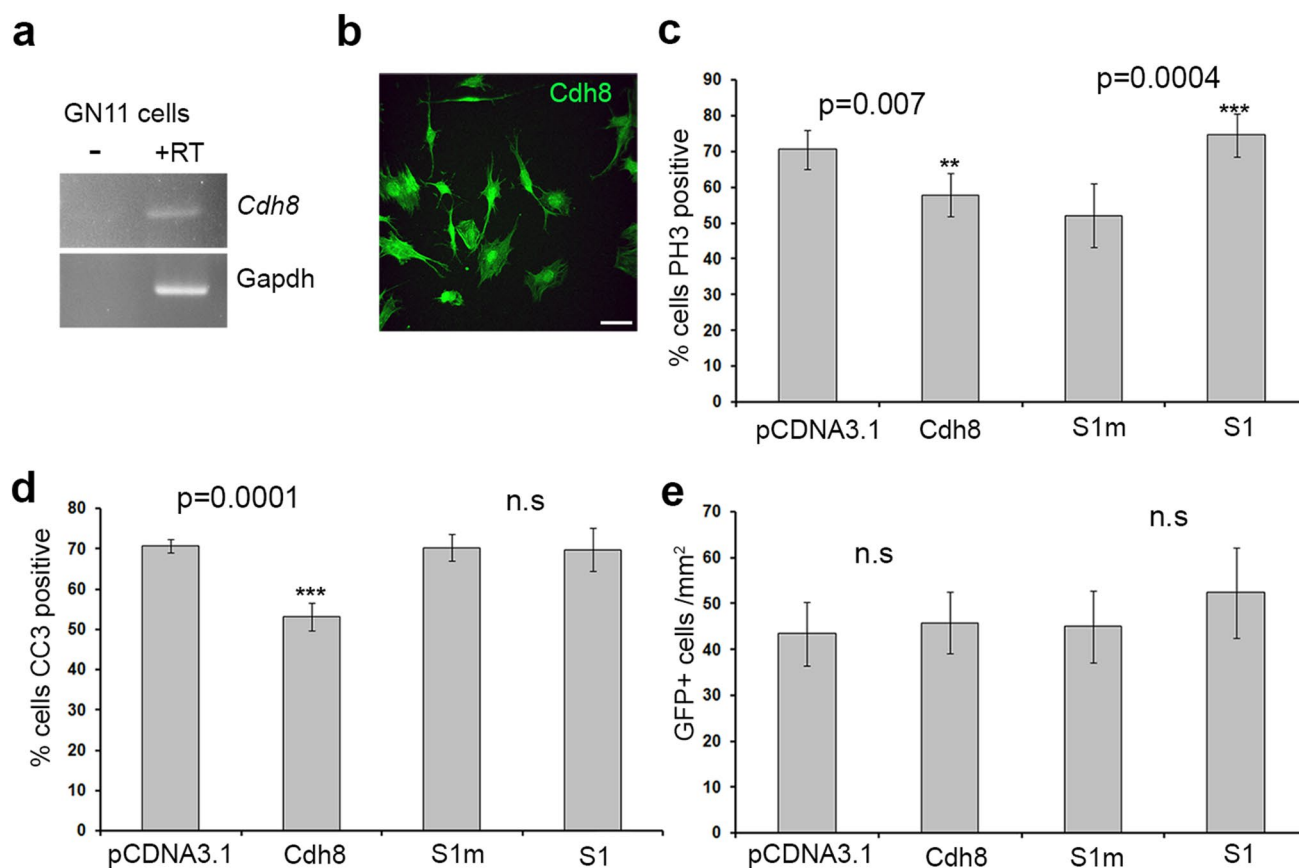 a
GN11 cells
- +RT
Cdh8
Gapdh
b
Cdh8
c
% cells PH3 positive
90
80
70
60
50
40
30
20
10
0
p=0.007
p=0.0004
**
***
pCDNA3.1 Cdh8 S1m S1
d
% cells CC3 positive
80
70
60
50
40
30
20
10
0
p=0.0001
n.s
***
pCDNA3.1 Cdh8 S1m S1
e
GFP+ cells /mm²
70
60
50
40
30
20
10
0
n.s
n.s
pCDNA3.1 Cdh8 S1m S1